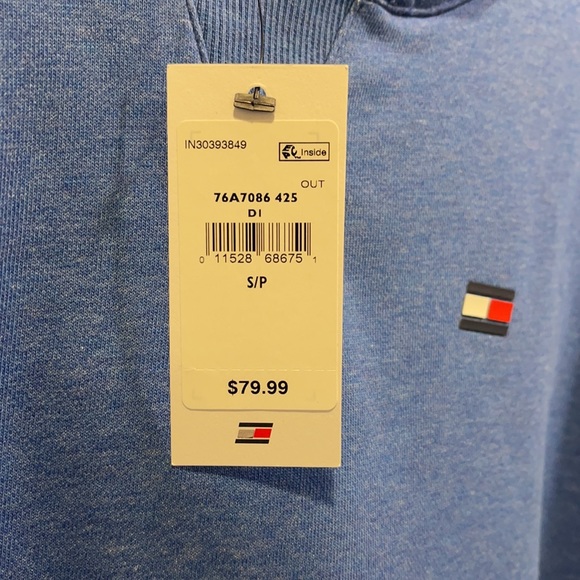 IN30393849
Inside
OUT
76A7086 425
DI
0 11528 68675 1
S/P
$79.99